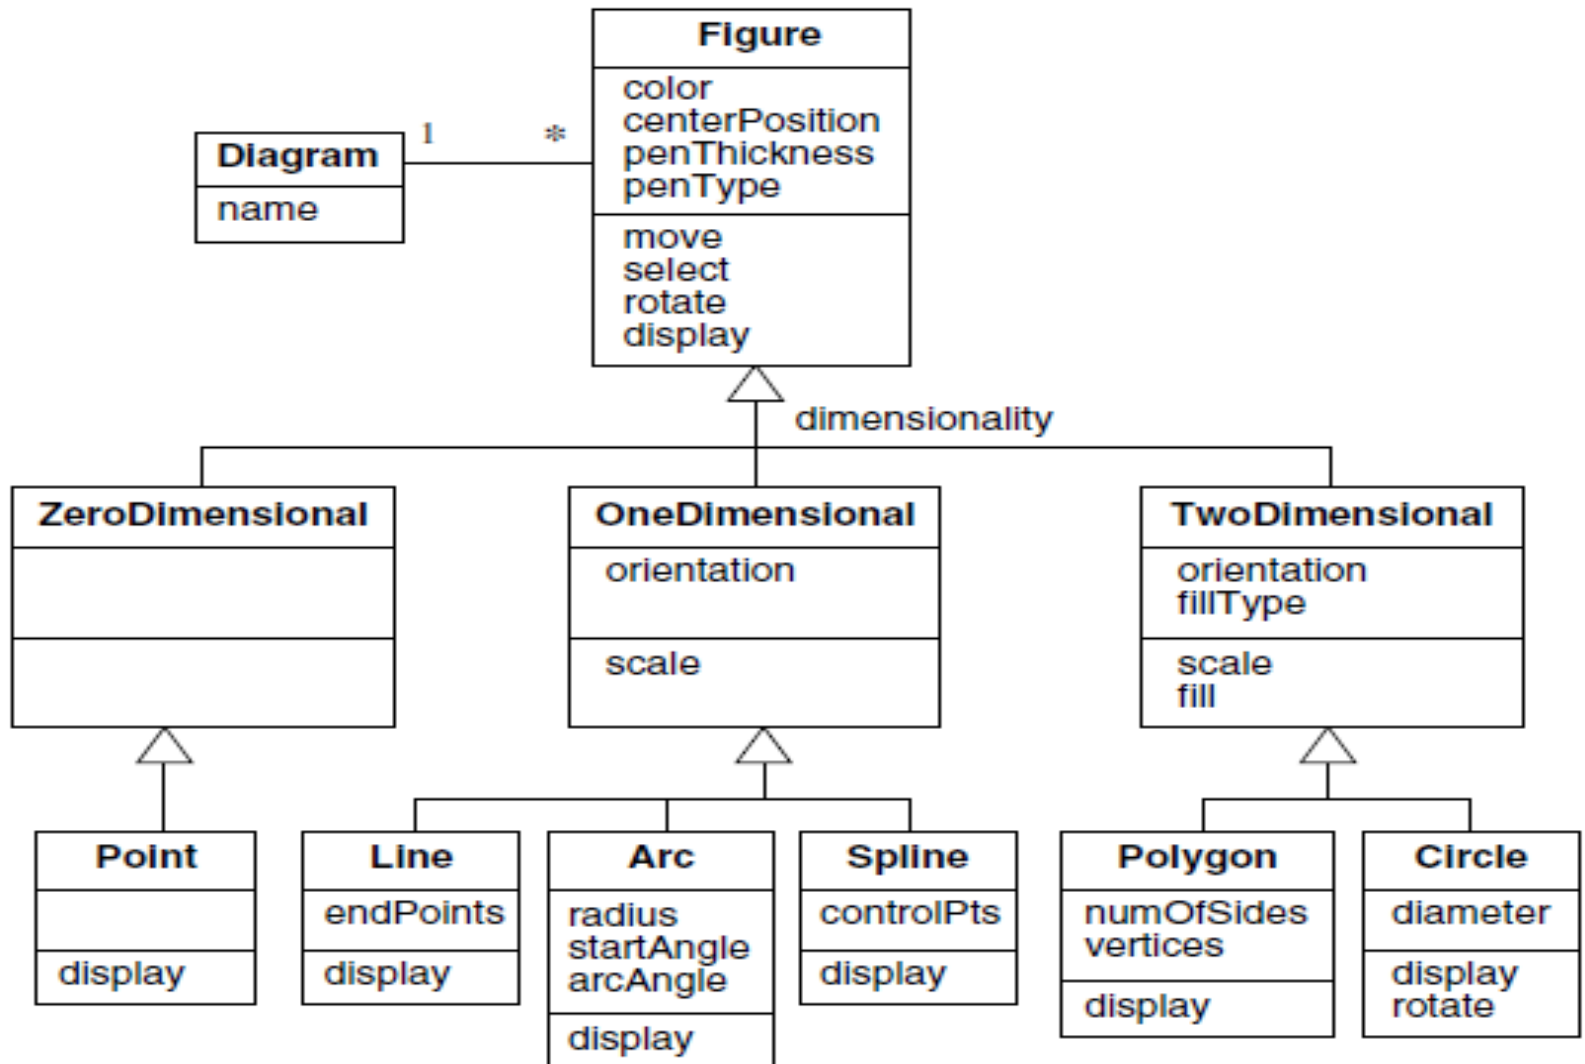 Figure
color
centerPosition
penThickness
penType
move
select
rotate
display
1
*
Diagram
name
dimensionality
ZeroDimensional
OneDimensional
orientation
scale
TwoDimensional
orientation
fillType
scale
fill
Point
display
Line
endPoints
display
Arc
radius
startAngle
arcAngle
display
Spline
controlPts
display
Polygon
numOfSides
vertices
display
Circle
diameter
display
rotate